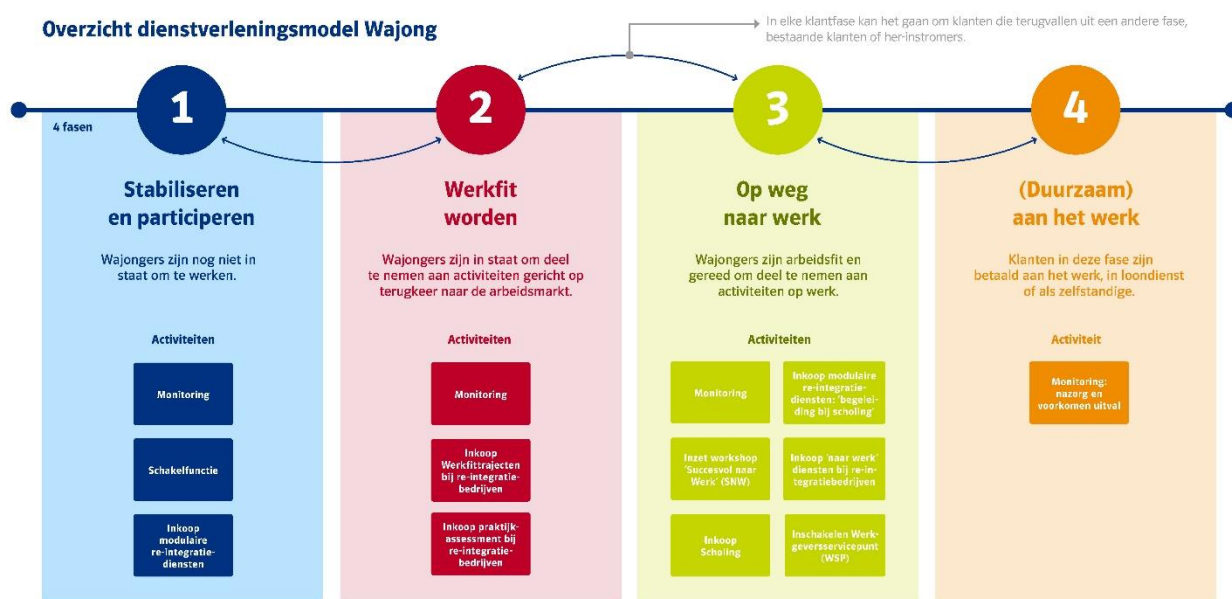 Overzicht dienstverleningsmodel Wajong
In elke klantfase kan het gaan om klanten die terugvallen uit een andere fase,
bestaande klanten of her-instromers.
4 fasen
1
Stabiliseren
en participeren
Wajongers zijn nog niet in
staat om te werken.
Activiteiten
Monitoring
Schakelfunctie
Inkoop
modulaire
re-integratie-
diensten
2
Werkfit
worden
Wajongers zijn in staat om deel
te nemen aan activiteiten gericht op
terugkeer naar de arbeidsmarkt.
Activiteiten
Monitoring
Inkoop
Werkfittrajecten
bij re-integratie-
bedrijven
Inkoop praktijk-
assessment bij
re-integratie-
bedrijven
3
Op weg
naar werk
Wajongers zijn arbeidsfit en
gereed om deel te nemen aan
activiteiten op werk.
Activiteiten
Monitoring
Inkoop modulaire
re-integratie-
diensten: 'begelei-
ding bij scholing'
Inzet workshop
'Succesvol naar
Werk' (SNW)
Inkoop 'naar werk'
diensten bij re-in-
tegratiebedrijven
Inkoop
Scholing
Inschakelen Werk-
geversservicepunt
(WSP)
4
(Duurzaam)
aan het werk
Klanten in deze fase zijn
betaald aan het werk, in loondienst
of als zelfstandige.
Activiteit
Monitoring:
nazorg en
voorkomen uitval